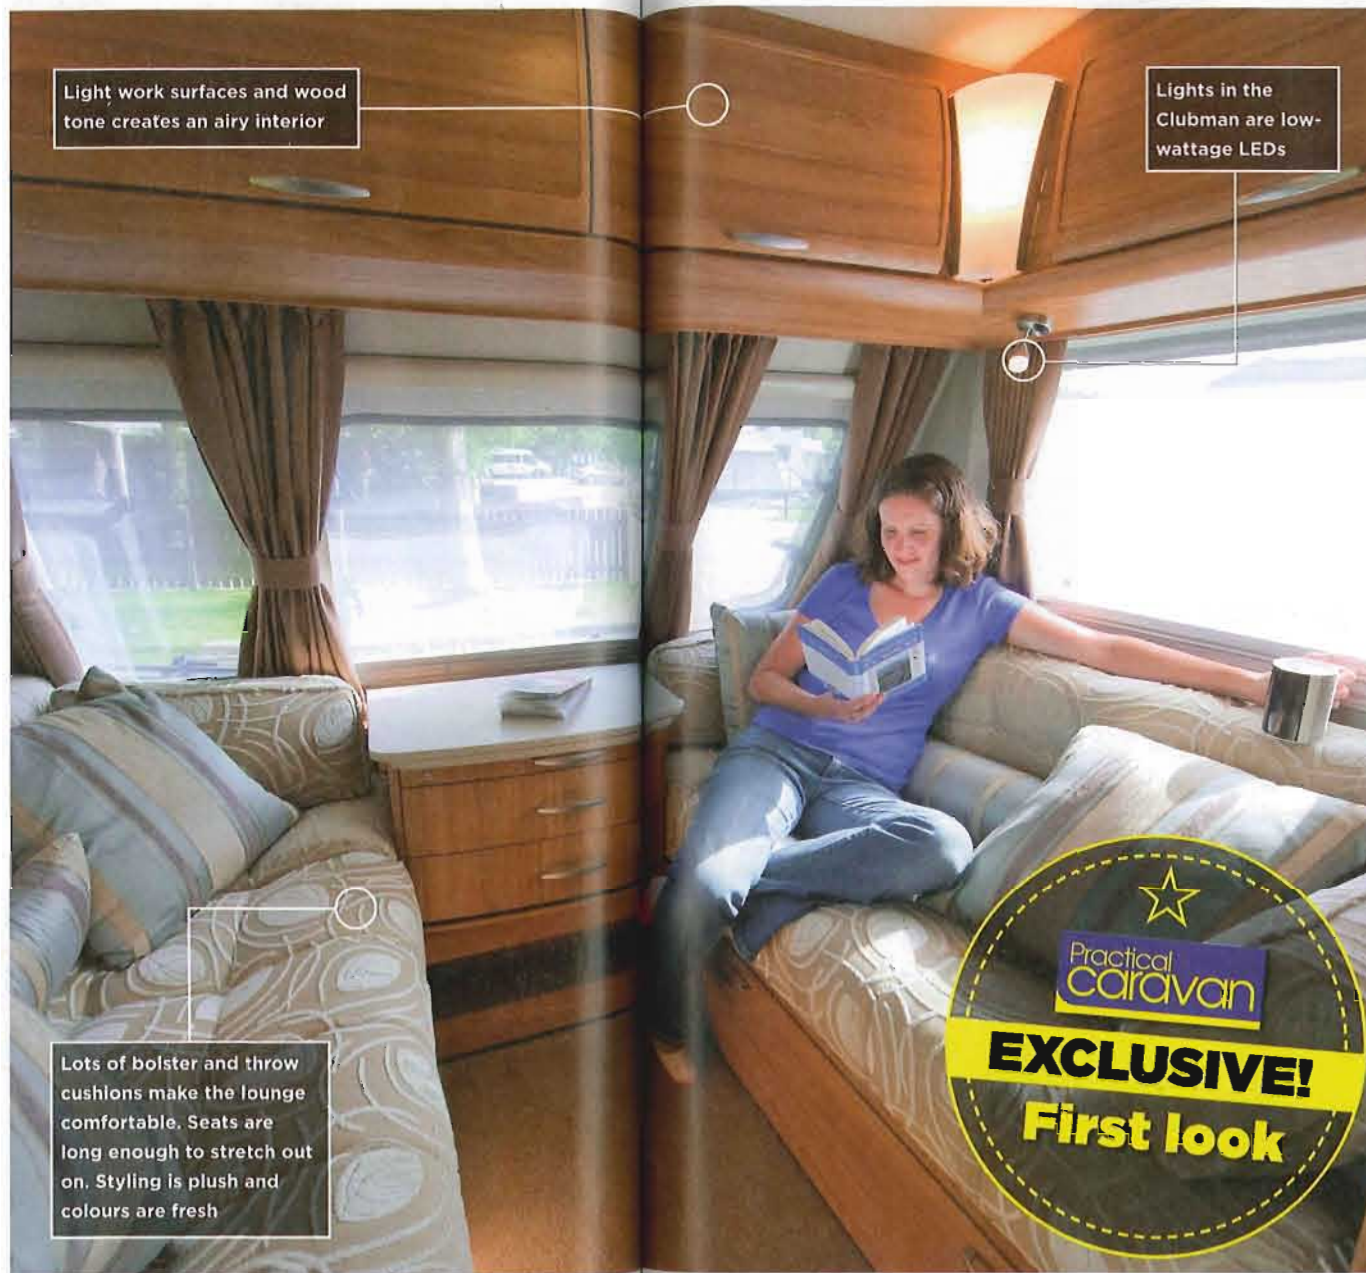 Light work surfaces and wood
tone creates an airy interior
Lights in the
Clubman are low-
wattage LEDs
Lots of bolster and throw
cushions make the lounge
comfortable. Seats are
long enough to stretch out
on. Styling is plush and
colours are fresh
Practical
caravan
EXCLUSIVE!
First look